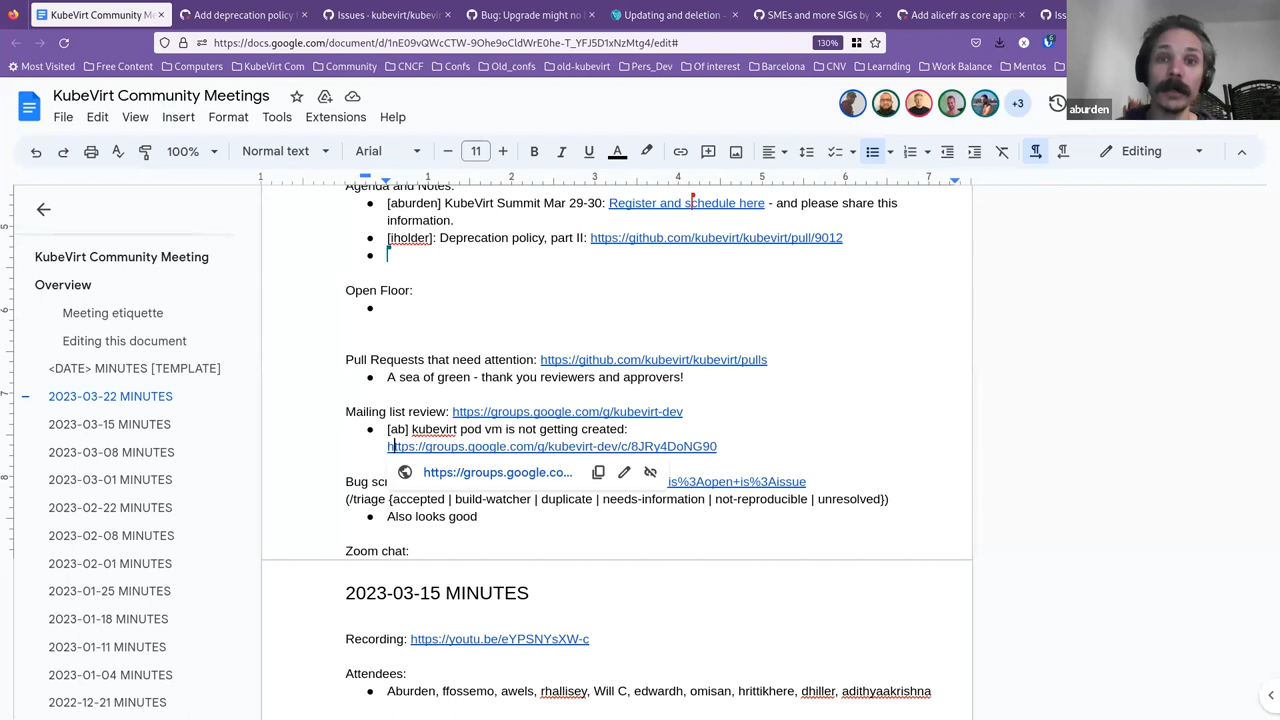 KubeVirt Community Me
Add deprecation policy
Issues · kubevirt/kubevi
Bug: Upgrade might no
Updating and deletion -
SMEs and more SIGs by
Add alicefr as core appr
Iss
https://docs.google.com/document/d/1nE09vQWcCTW-9Ohe9oCldWrE0he-T_YFJ5D1xNzMtg4/edit#
130%
Most Visited
Free Content
Computers
KubeVirt Com
Community
CNCF
Confs
Old_confs
old-kubevirt
Pers_Dev
Of interest
Barcelona
CNV
Learnding
Work Balance
Mentos
aburden
KubeVirt Community Meetings
File Edit View Insert Format Tools Extensions Help
+3
100% Normal text Arial 11 Editing
KubeVirt Community Meeting
Overview
Meeting etiquette
Editing this document
<DATE> MINUTES [TEMPLATE]
2023-03-22 MINUTES
2023-03-15 MINUTES
2023-03-08 MINUTES
2023-03-01 MINUTES
2023-02-22 MINUTES
2023-02-08 MINUTES
2023-02-01 MINUTES
2023-01-25 MINUTES
2023-01-18 MINUTES
2023-01-11 MINUTES
2023-01-04 MINUTES
2022-12-21 MINUTES
Agenda and Notes:
[aburden] KubeVirt Summit Mar 29-30: Register and schedule here - and please share this
information.
[iholder]: Deprecation policy, part II: https://github.com/kubevirt/kubevirt/pull/9012
Open Floor:
Pull Requests that need attention: https://github.com/kubevirt/kubevirt/pulls
A sea of green - thank you reviewers and approvers!
Mailing list review: https://groups.google.com/g/kubevirt-dev
[ab] kubevirt pod vm is not getting created:
https://groups.google.com/g/kubevirt-dev/c/8JRy4DoNG90
https://groups.google.co...
Bug scr is%3Aopen+is%3Aissue
(/triage {accepted | build-watcher | duplicate | needs-information | not-reproducible | unresolved})
Also looks good
Zoom chat:
2023-03-15 MINUTES
Recording: https://youtu.be/eYPSNYsXW-c
Attendees:
Aburden, ffossemo, awels, rhallisey, Will C, edwardh, omisan, hrittikhere, dhiller, adithyaakrishna